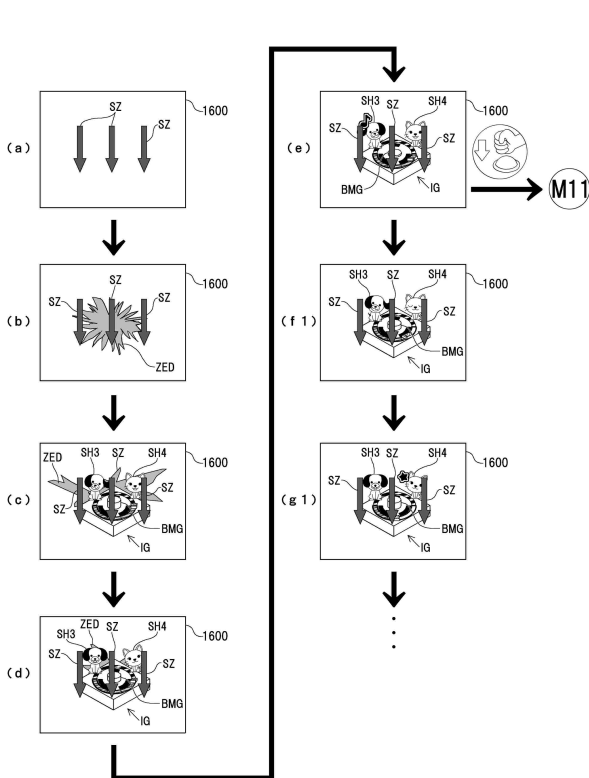 (a)
SZ
SZ
1600
(b)
SZ
SZ
SZ
1600
ZED
(c)
ZED
SH3
SZ
SH4
1600
SZ
SZ
BMG
IG
(d)
ZED
SZ
SH4
SH3
1600
SZ
SZ
BMG
IG
(e)
SH3
SZ
SH4
1600
SZ
SZ
BMG
IG
M11
(f1)
SH3
SZ
SH4
1600
SZ
SZ
BMG
IG
(g1)
SH3
SZ
SH4
1600
SZ
SZ
BMG
IG